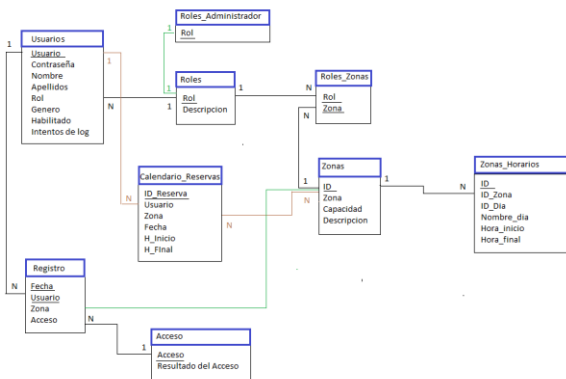 Roles_Administrador
Rol
Usuarios
Usuario
Contraseña
Nombre
Apellidos
Rol
Genero
Habilitado
Intentos de log
1
1
N
Roles
Rol
Descripcion
1
1
1
Roles_Zonas
Rol
Zona
N
N
Calendario_Reservas
ID_Reserva
Usuario
Zona
Fecha
H_Inicio
H_FInal
N
N
Zonas
ID
Zona
Capacidad
Descripcion
1
N
1
Zonas_Horarios
ID
ID_Zona
ID_Dia
Nombre_dia
Hora_inicio
Hora_final
N
Registro
Fecha
Usuario
Zona
Acceso
N
N
Acceso
Acceso
Resultado del Acceso
1